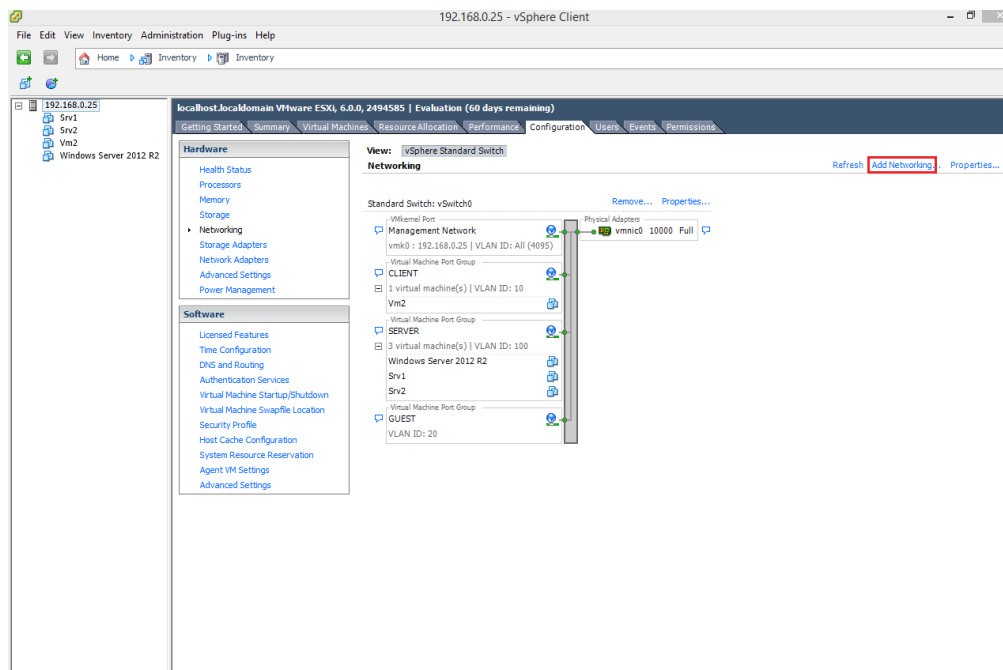 192.168.0.25 - vSphere Client
File Edit View Inventory Administration Plug-ins Help
Home Inventory Inventory
192.168.0.25
Srv1
Srv2
Vm2
Windows Server 2012 R2
localhost.localdomain VMware ESXi, 6.0.0, 2494585 | Evaluation (60 days remaining)
Getting Started Summary Virtual Machines Resource Allocation Performance Configuration Users Events Permissions
Hardware
Health Status
Processors
Memory
Storage
Networking
Storage Adapters
Network Adapters
Advanced Settings
Power Management
Software
Licensed Features
Time Configuration
DNS and Routing
Authentication Services
Virtual Machine Startup/Shutdown
Virtual Machine Swapfile Location
Security Profile
Host Cache Configuration
System Resource Reservation
Agent VM Settings
Advanced Settings
View: vSphere Standard Switch
Networking
Refresh Add Networking... Properties...
Standard Switch: vSwitch0 Remove... Properties...
VMkernel Port
Management Network
vmk0 : 192.168.0.25 | VLAN ID: All (4095)
Physical Adapters
vmnic0 10000 Full
Virtual Machine Port Group
CLIENT
1 virtual machine(s) | VLAN ID: 10
Vm2
Virtual Machine Port Group
SERVER
3 virtual machine(s) | VLAN ID: 100
Windows Server 2012 R2
Srv1
Srv2
Virtual Machine Port Group
GUEST
VLAN ID: 20